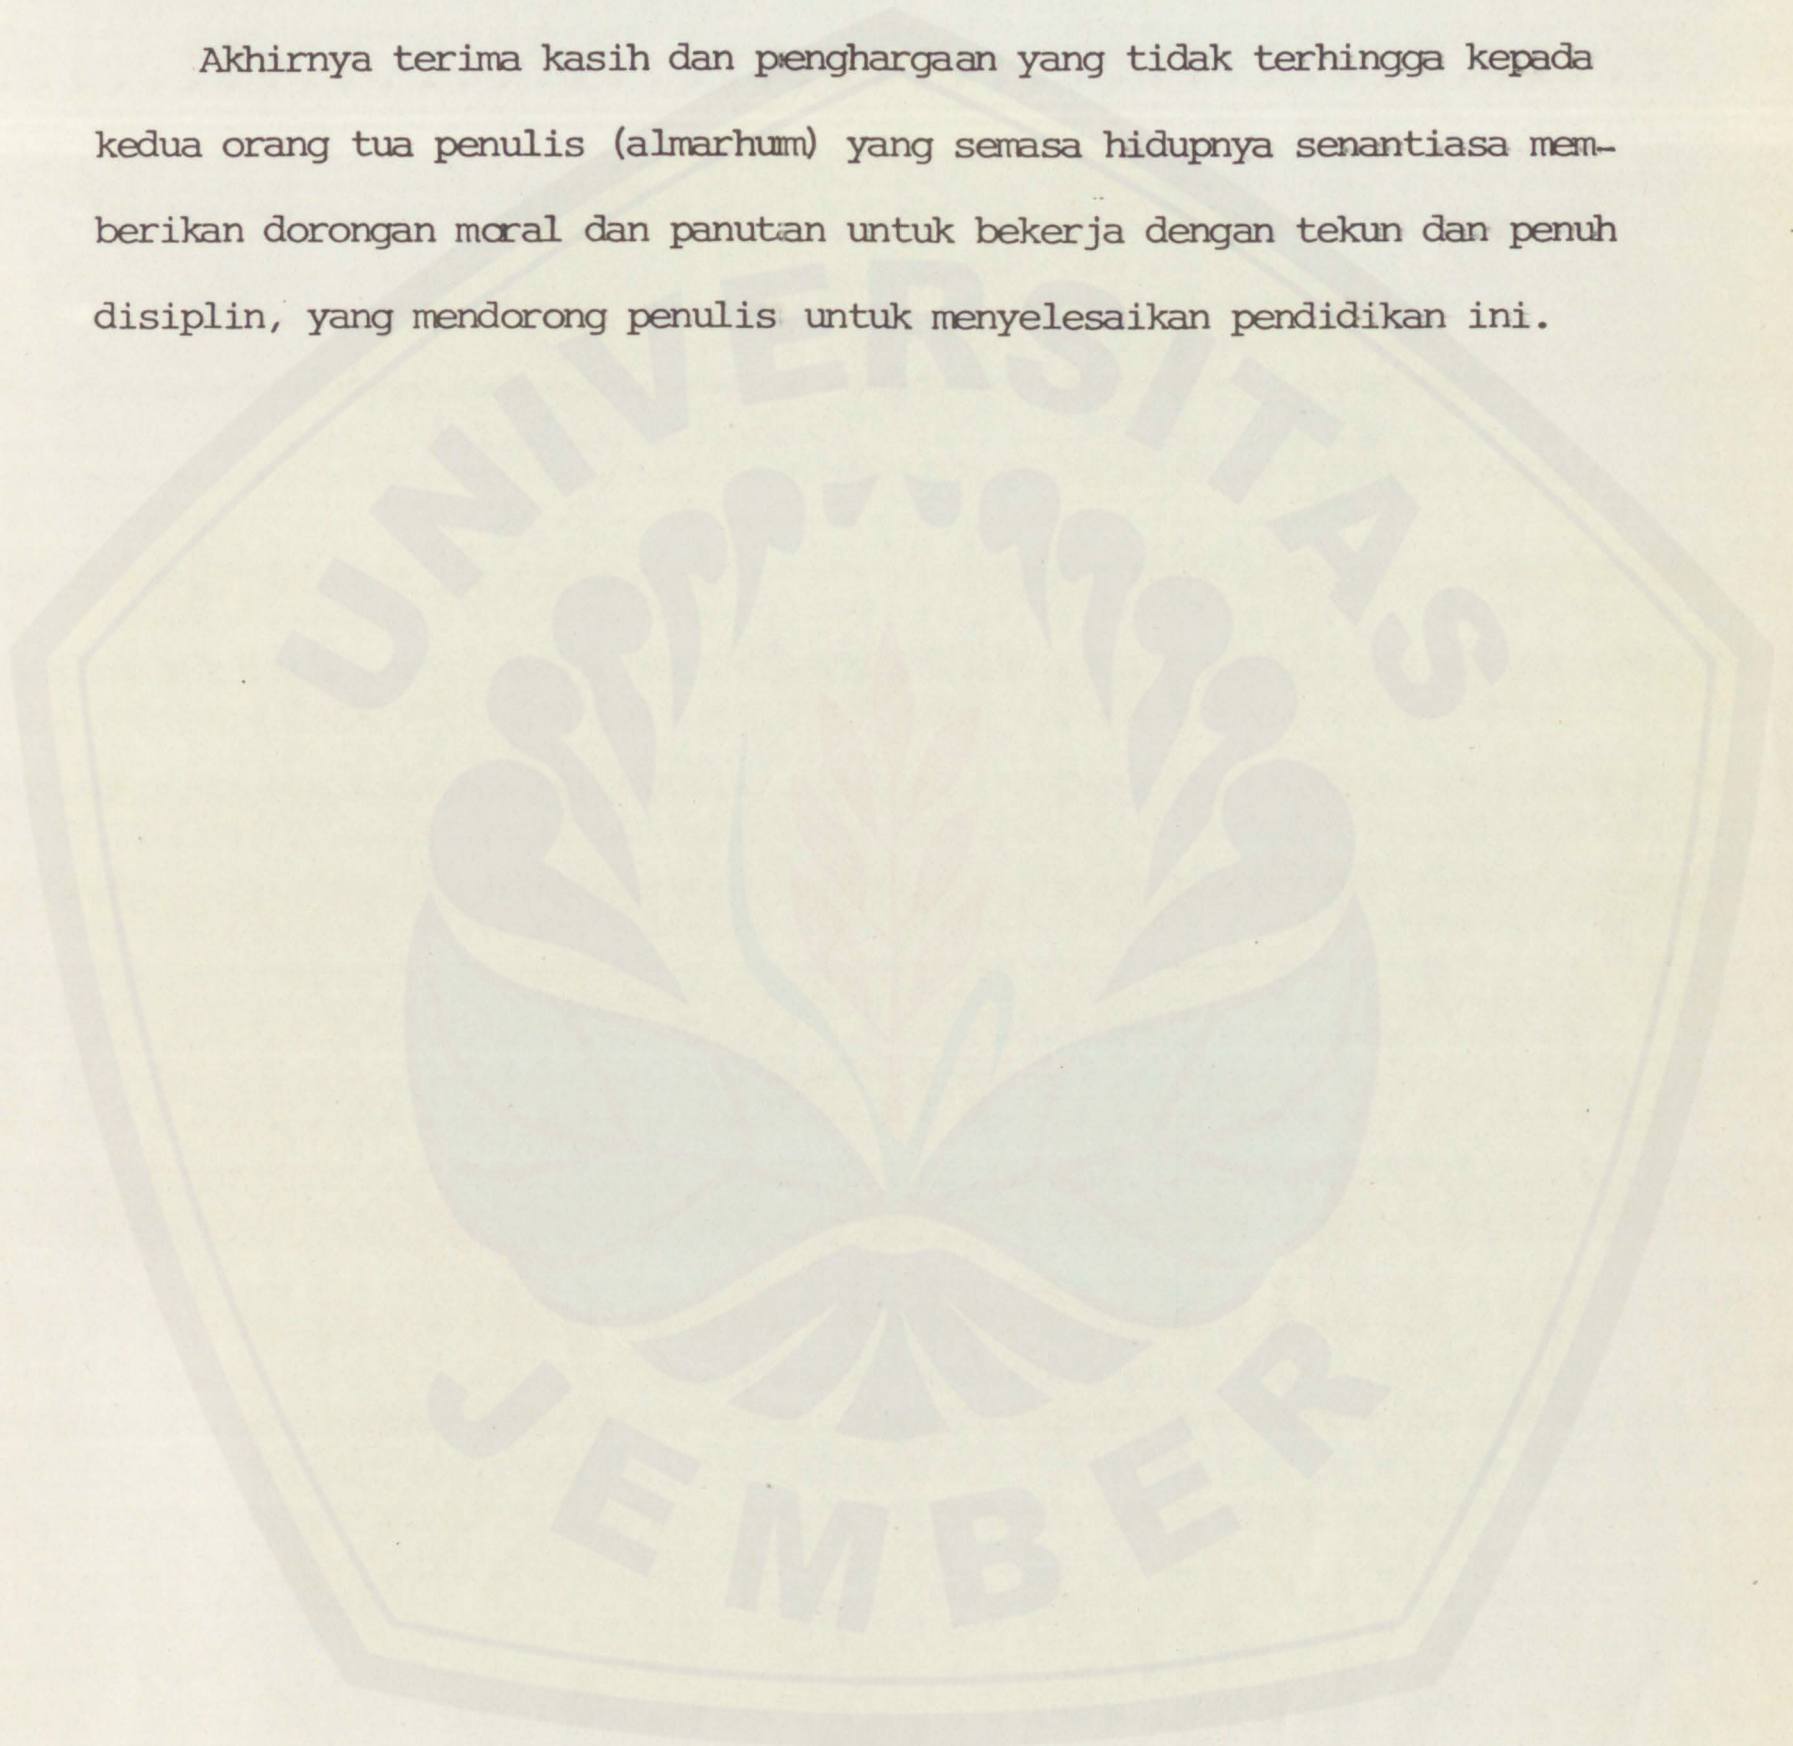 Akhirnya terima kasih dan penghargaan yang tidak terhingga kepada
kedua orang tua penulis (almarhum) yang semasa hidupnya senantiasa mem-
berikan dorongan moral dan panutan untuk bekerja dengan tekun dan penuh
disiplin, yang mendorong penulis untuk menyelesaikan pendidikan ini.
UNIVERSITAS
JEMBER